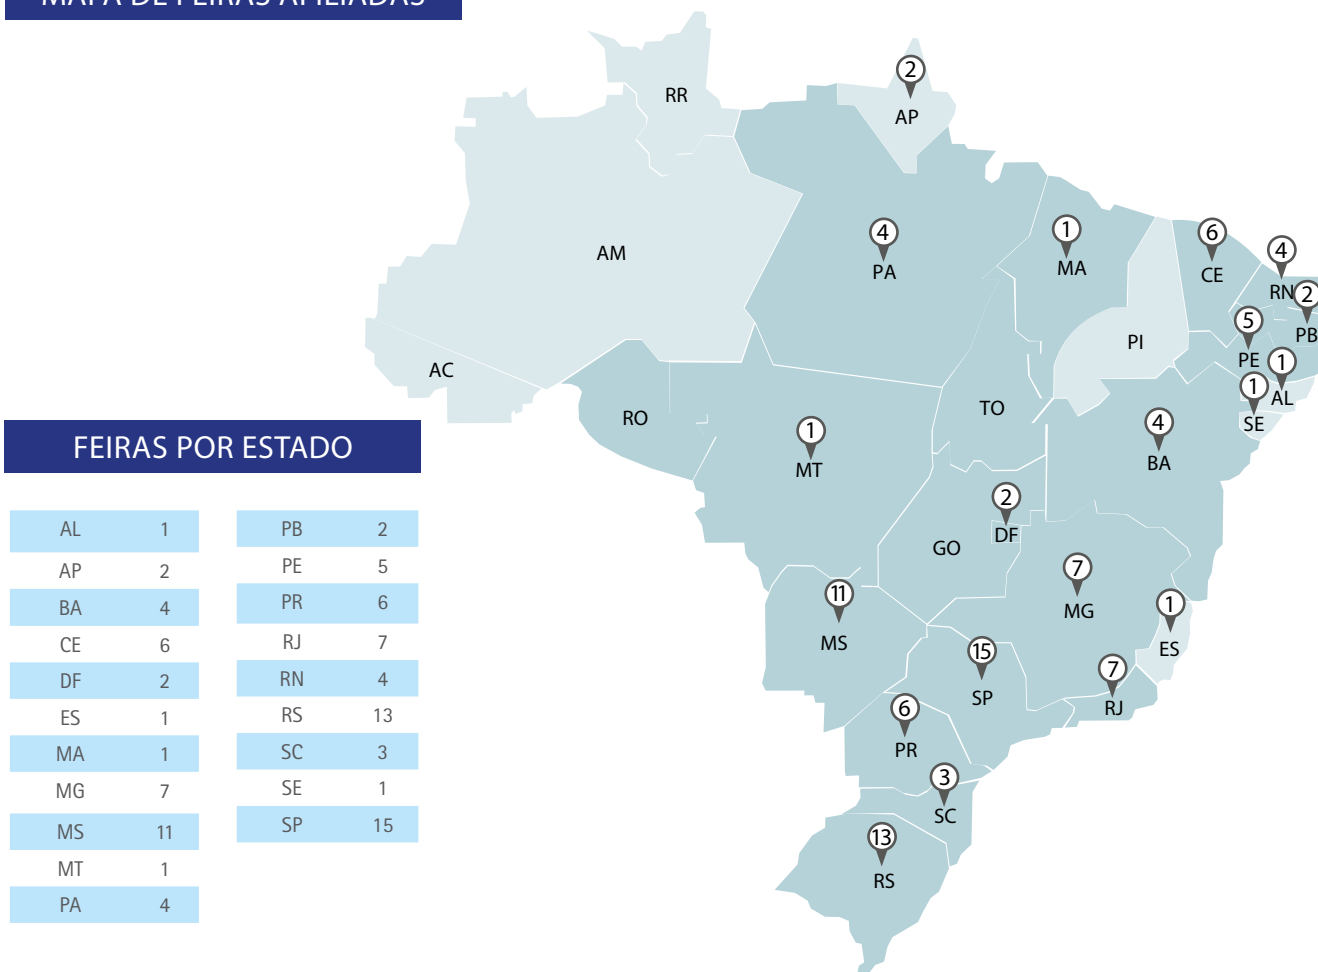 MAPA DE FEIRAS AFILIADAS
RR
2
AP
AM
4
PA
1
MA
6
CE
4
RN
2
PB
5
PE
PI
1
AL
1
SE
AC
RO
TO
1
MT
4
BA
2
DF
GO
7
MG
11
MS
1
ES
15
SP
7
RJ
6
PR
3
SC
13
RS
FEIRAS POR ESTADO
AL 1
AP 2
BA 4
CE 6
DF 2
ES 1
MA 1
MG 7
MS 11
MT 1
PA 4
PB 2
PE 5
PR 6
RJ 7
RN 4
RS 13
SC 3
SE 1
SP 15